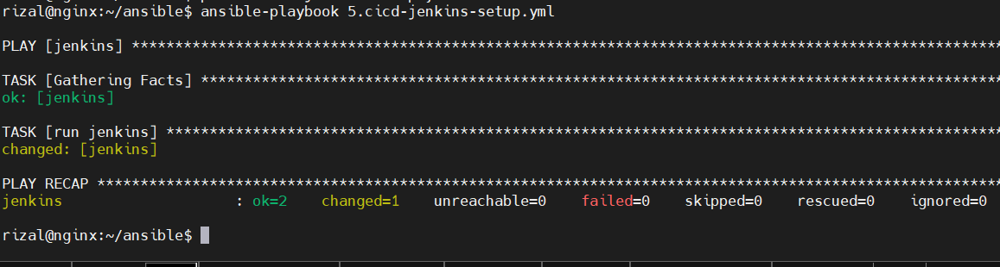 rizal@nginx:~/ansible$ ansible-playbook 5.cicd-jenkins-setup.yml
PLAY [jenkins] *****************************************************************************************************
TASK [Gathering Facts] *********************************************************************************************
ok: [jenkins]
TASK [run jenkins] *************************************************************************************************
changed: [jenkins]
PLAY RECAP *********************************************************************************************************
jenkins                    : ok=2    changed=1    unreachable=0    failed=0    skipped=0    rescued=0    ignored=0
rizal@nginx:~/ansible$